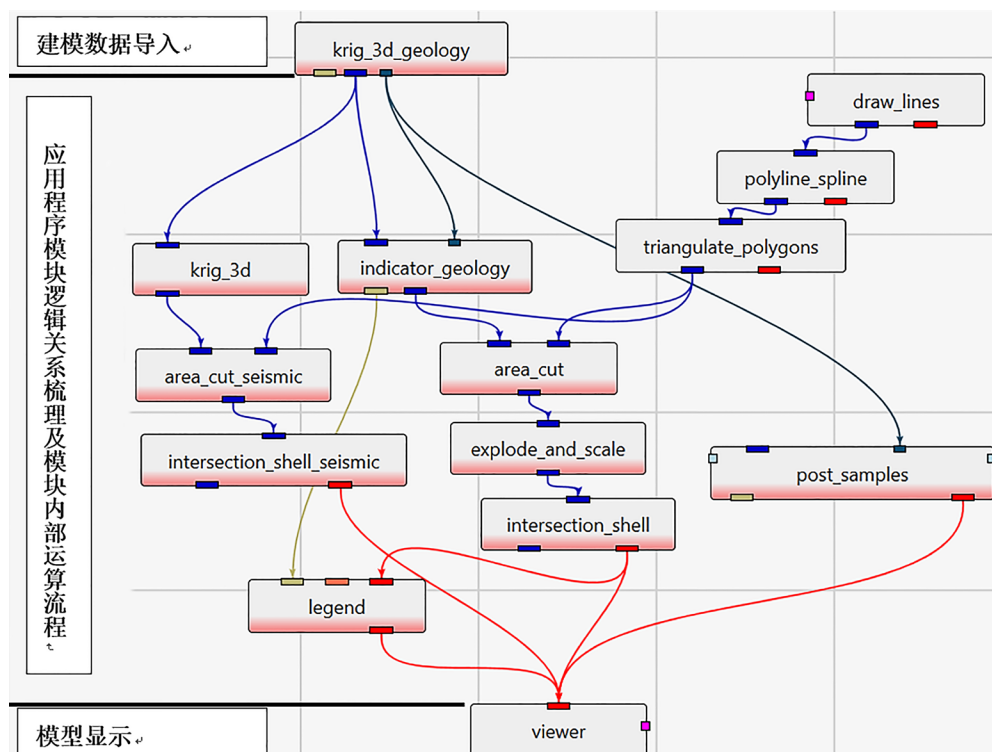 建模数据导入
krig_3d_geology
draw_lines
polyline_spline
triangulate_polygons
krig_3d
indicator_geology
area_cut_seismic
area_cut
intersection_shell_seismic
explode_and_scale
post_samples
intersection_shell
legend
应用程序模块逻辑关系梳理及模块内部运算流程
模型显示
viewer